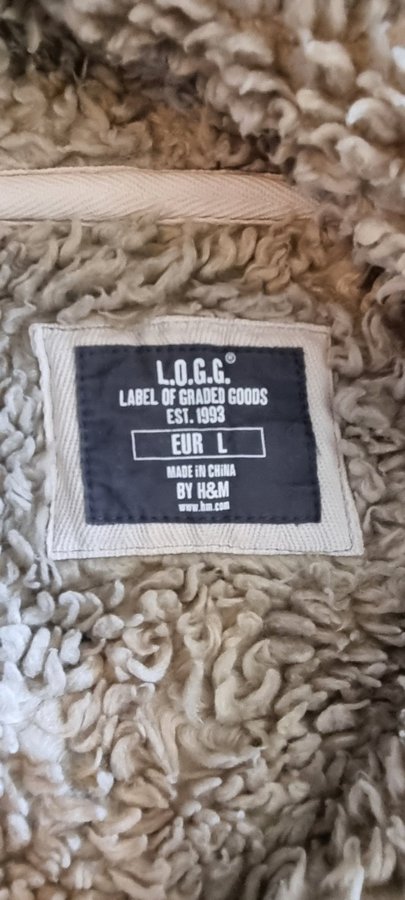 L.O.G.G.®
LABEL OF GRADED GOODS
EST. 1993
EUR L
MADE IN CHINA
BY H&M
www.hm.com